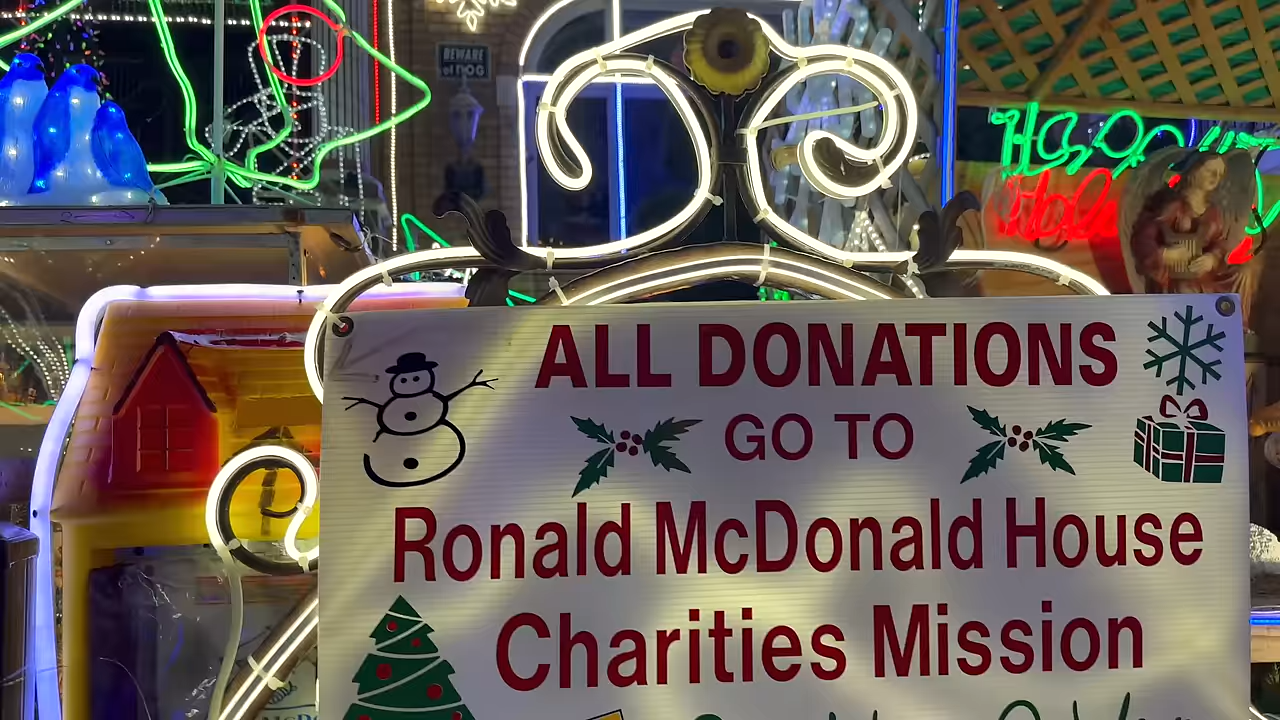 BEWARE
of DOG
ALL DONATIONS
GO TO
Ronald McDonald House
Charities Mission